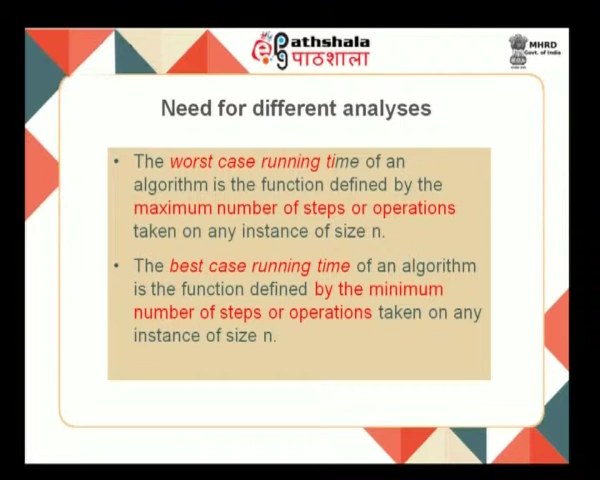 ePathshala
पाठशाला
MHRD
Govt. of India
Need for different analyses
• The worst case running time of an
algorithm is the function defined by the
maximum number of steps or operations
taken on any instance of size n.
• The best case running time of an algorithm
is the function defined by the minimum
number of steps or operations taken on any
instance of size n.